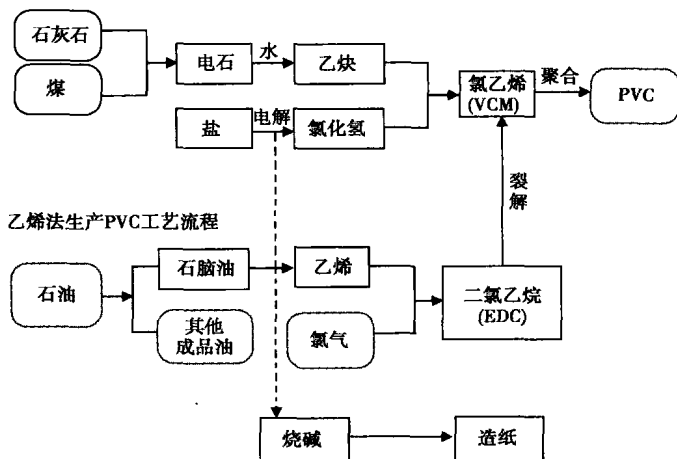 石灰石
煤
电石
水
乙炔
盐
电解
氯化氢
氯乙烯
(VCM)
聚合
PVC
裂解
乙烯法生产PVC工艺流程
石油
石脑油
其他
成品油
乙烯
氯气
二氯乙烷
(EDC)
烧碱
造纸